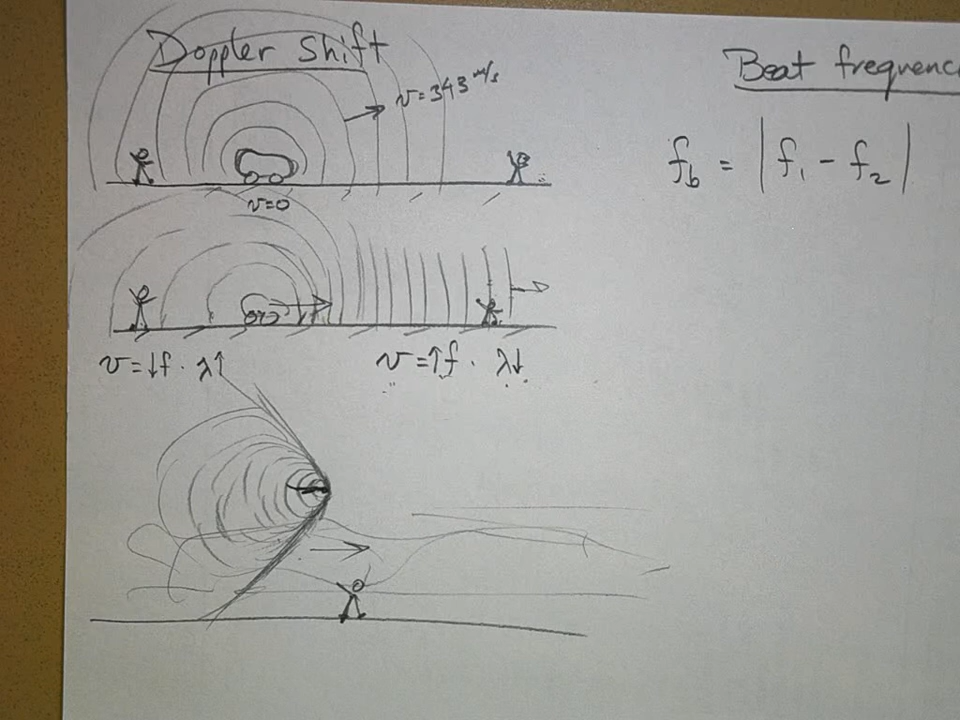 Doppler Shift
v=343 m/s
v=0
v=↓f · λ↑
v=↑f · λ↓
Beat frequenc
f_b = |f_1 - f_2|